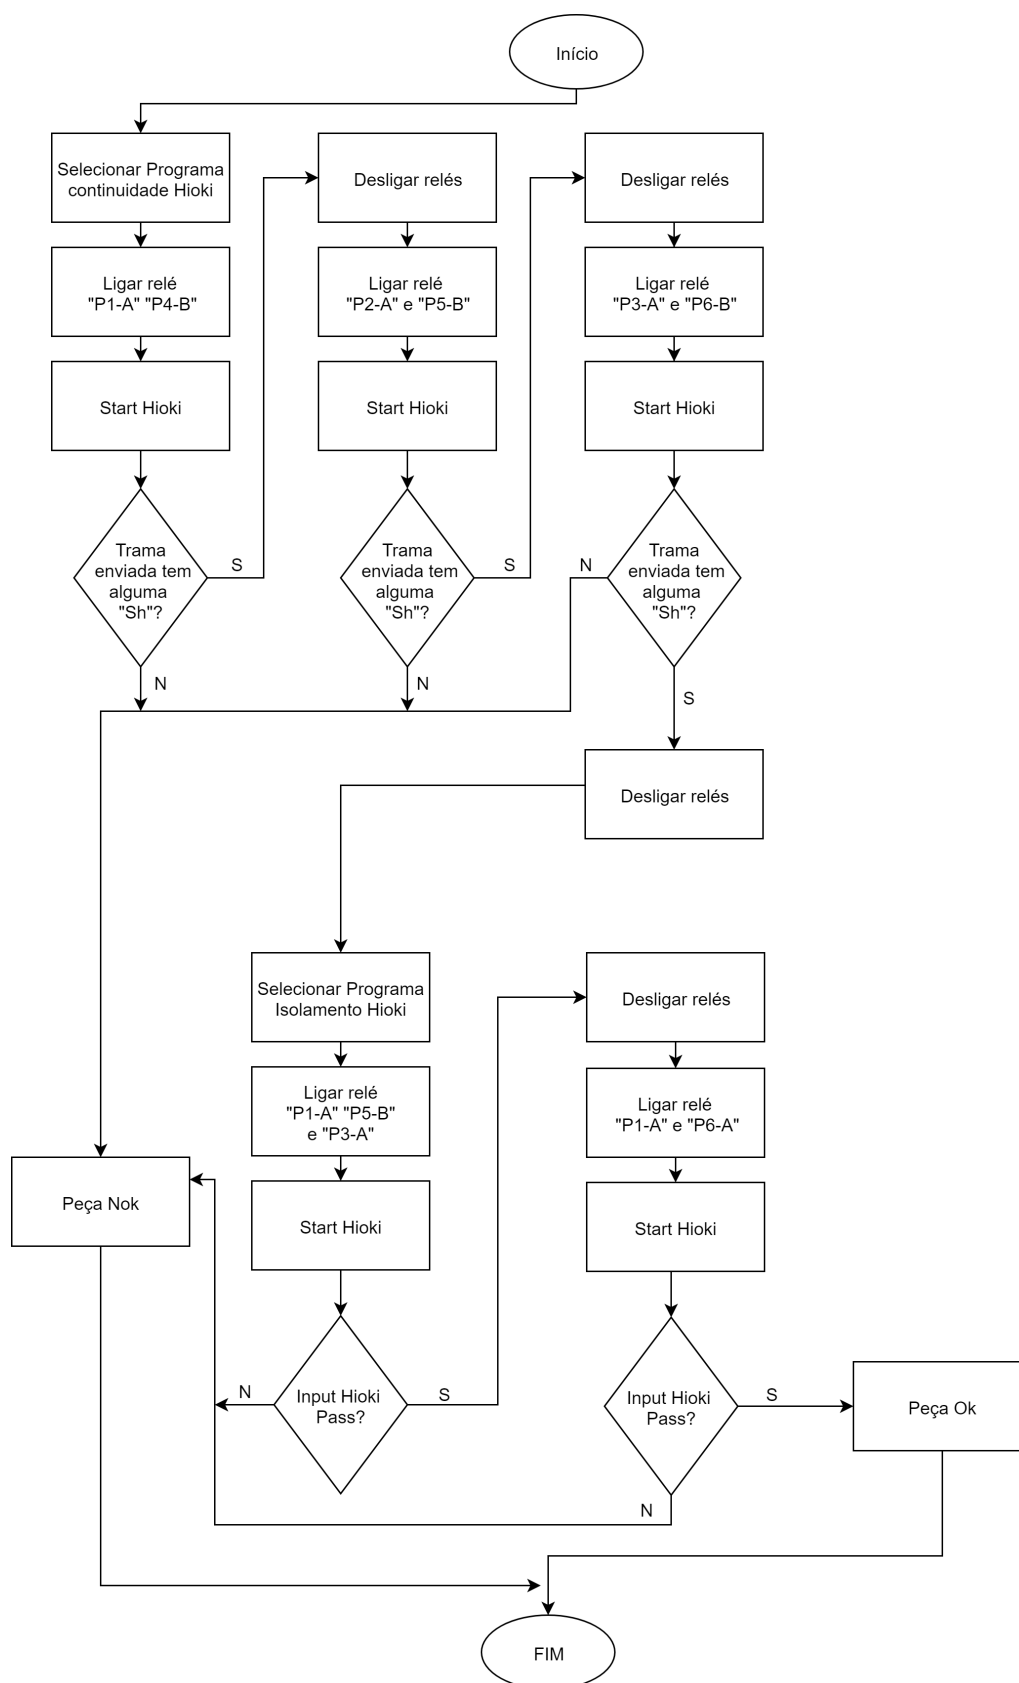 Início
Selecionar Programa
continuidade Hioki
Ligar relé
"P1-A" "P4-B"
Start Hioki
Trama
enviada tem
alguma
"Sh"?
S
N
Desligar relés
Ligar relé
"P2-A" e "P5-B"
Start Hioki
Trama
enviada tem
alguma
"Sh"?
S
N
Desligar relés
Ligar relé
"P3-A" e "P6-B"
Start Hioki
Trama
enviada tem
alguma
"Sh"?
N
S
Desligar relés
Selecionar Programa
Isolamento Hioki
Ligar relé
"P1-A" "P5-B"
e "P3-A"
Start Hioki
Input Hioki
Pass?
N
S
Desligar relés
Ligar relé
"P1-A" e "P6-A"
Start Hioki
Input Hioki
Pass?
S
N
Peça Nok
Peça Ok
FIM